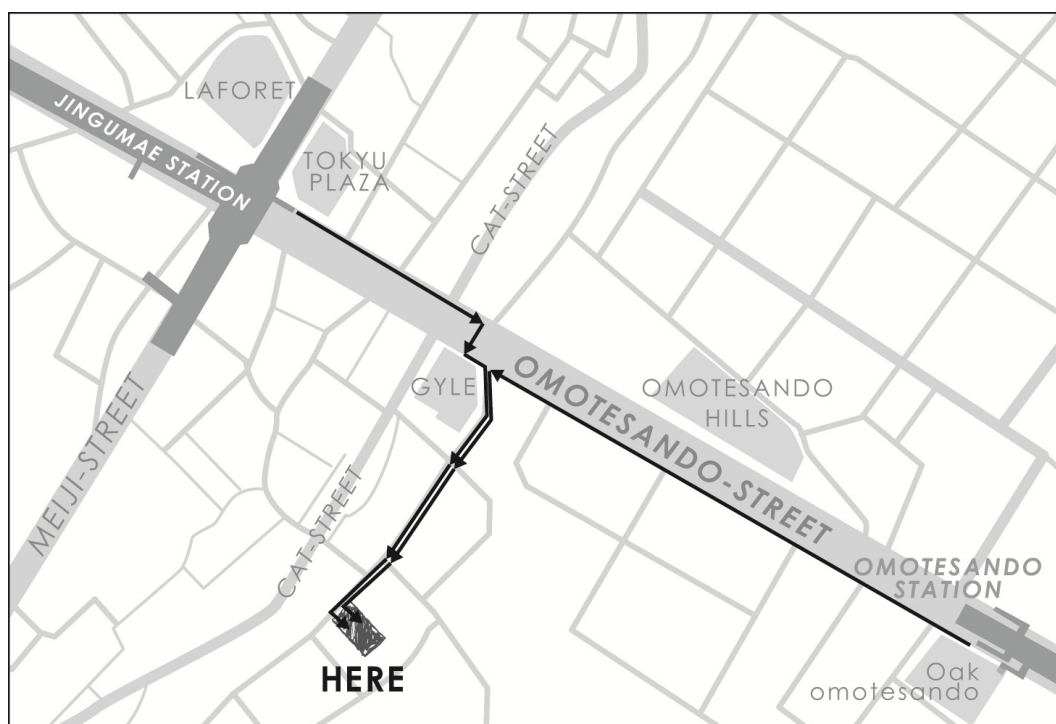 LAFORET
JINGUMAE STATION
TOKYU
PLAZA
CAT-STREET
GYLE
OMOTESANDO
HILLS
OMOTESANDO-STREET
MEIJI-STREET
CAT-STREET
OMOTESANDO
STATION
HERE
Oak
omotesando